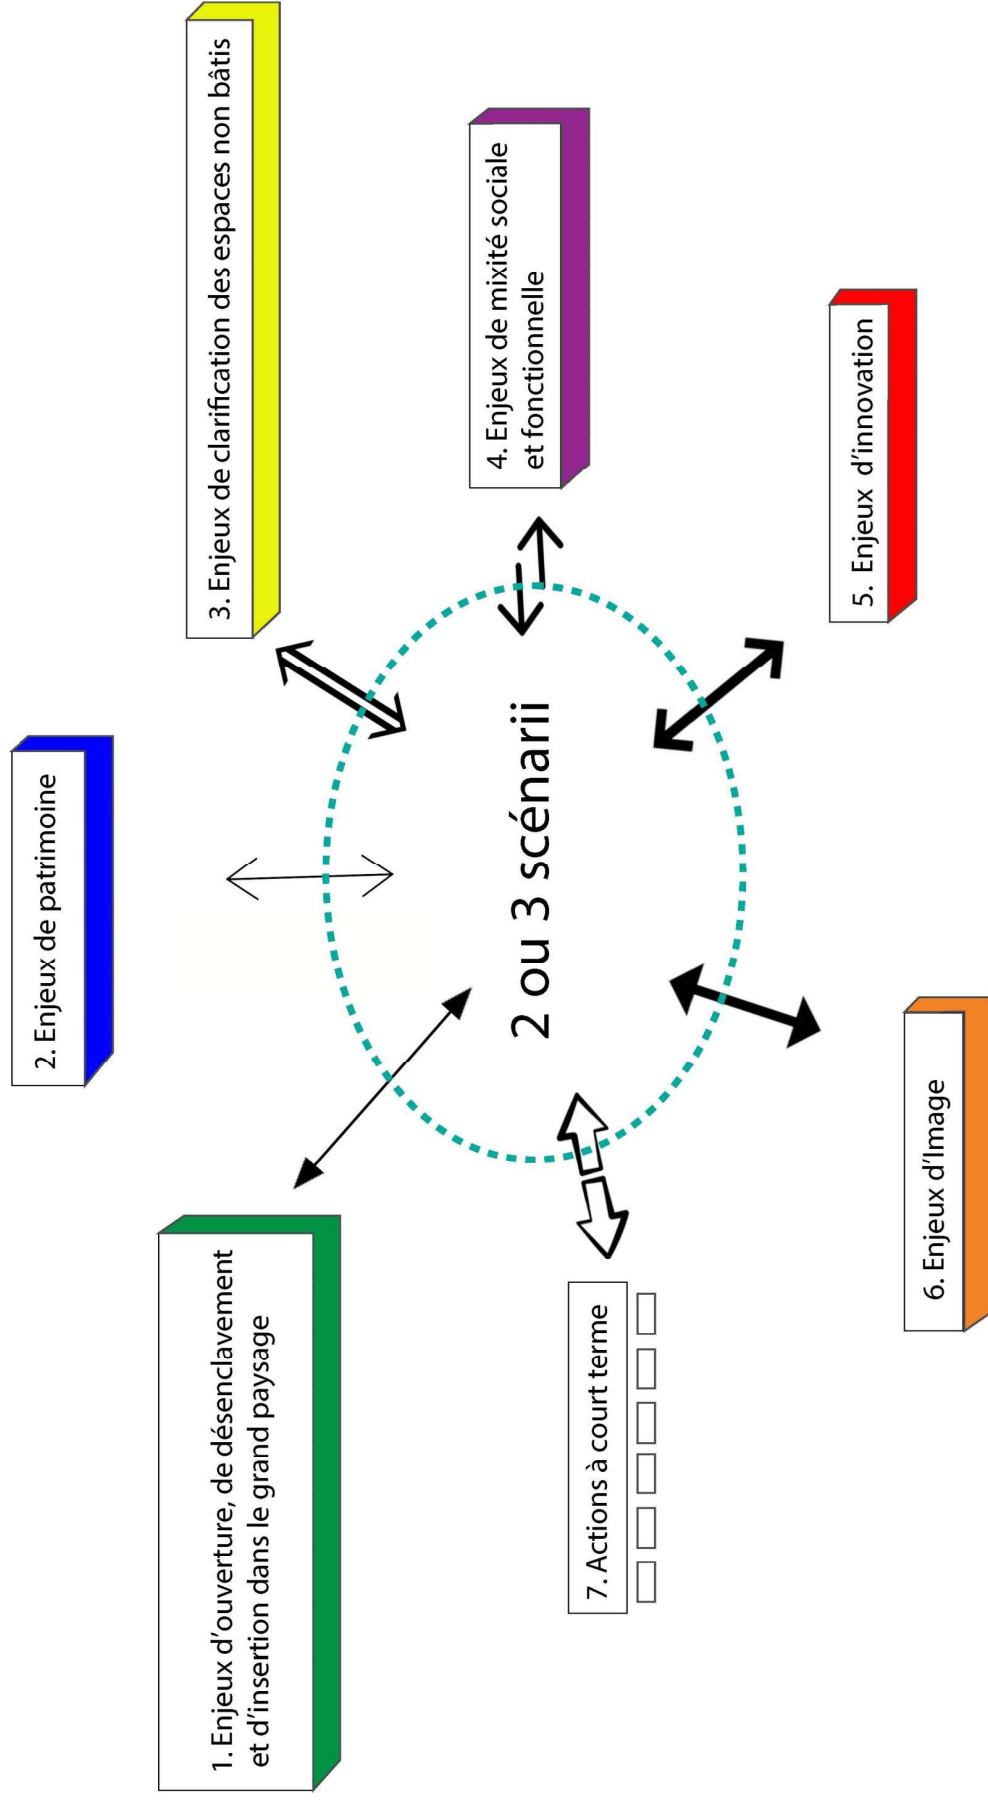 1. Enjeux d'ouverture, de désenclavement
et d'insertion dans le grand paysage
2. Enjeux de patrimoine
3. Enjeux de clarification des espaces non bâtis
4. Enjeux de mixité sociale
et fonctionnelle
5. Enjeux d'innovation
6. Enjeux d'Image
7. Actions à court terme
2 ou 3 scénarii